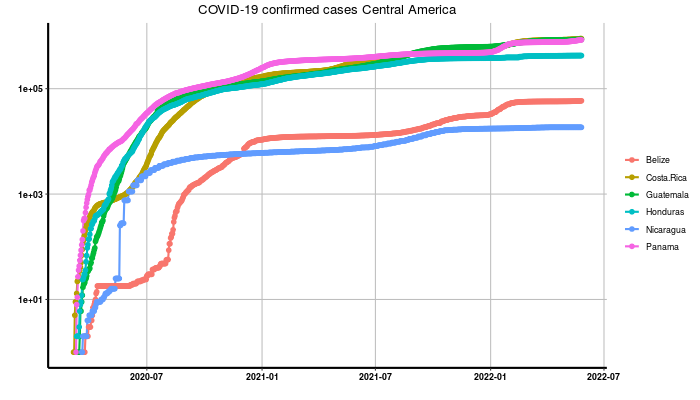 COVID-19 confirmed cases Central America
1e+05
1e+03
1e+01
2020-07
2021-01
2021-07
2022-01
2022-07
Belize
Costa.Rica
Guatemala
Honduras
Nicaragua
Panama